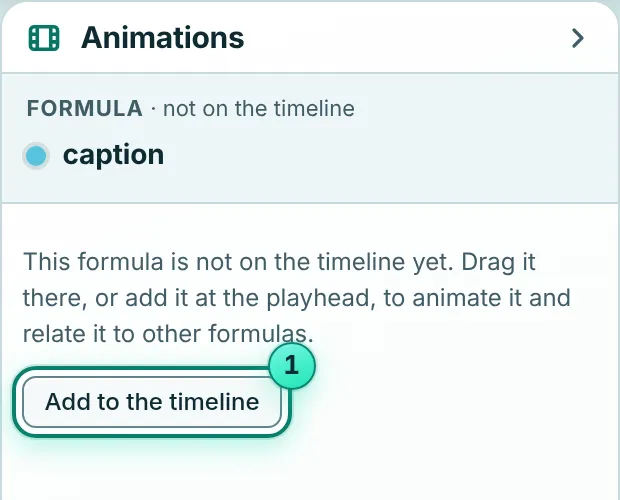 Animations
FORMULA · not on the timeline
caption
This formula is not on the timeline yet. Drag it
there, or add it at the playhead, to animate it and
relate it to other formulas.
1
Add to the timeline